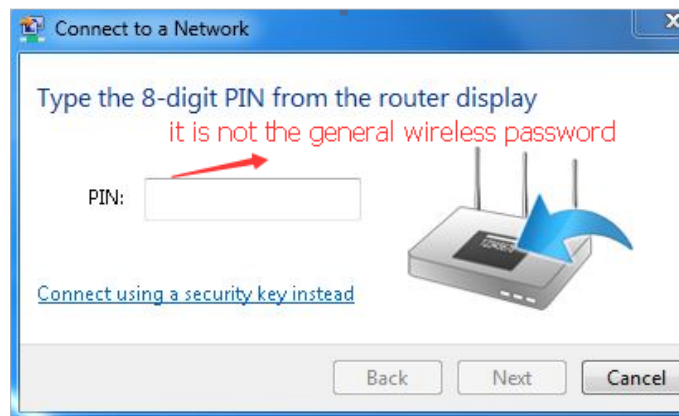 Connect to a Network
X
Type the 8-digit PIN from the router display
it is not the general wireless password
PIN:
12345670
Connect using a security key instead
Back
Next
Cancel